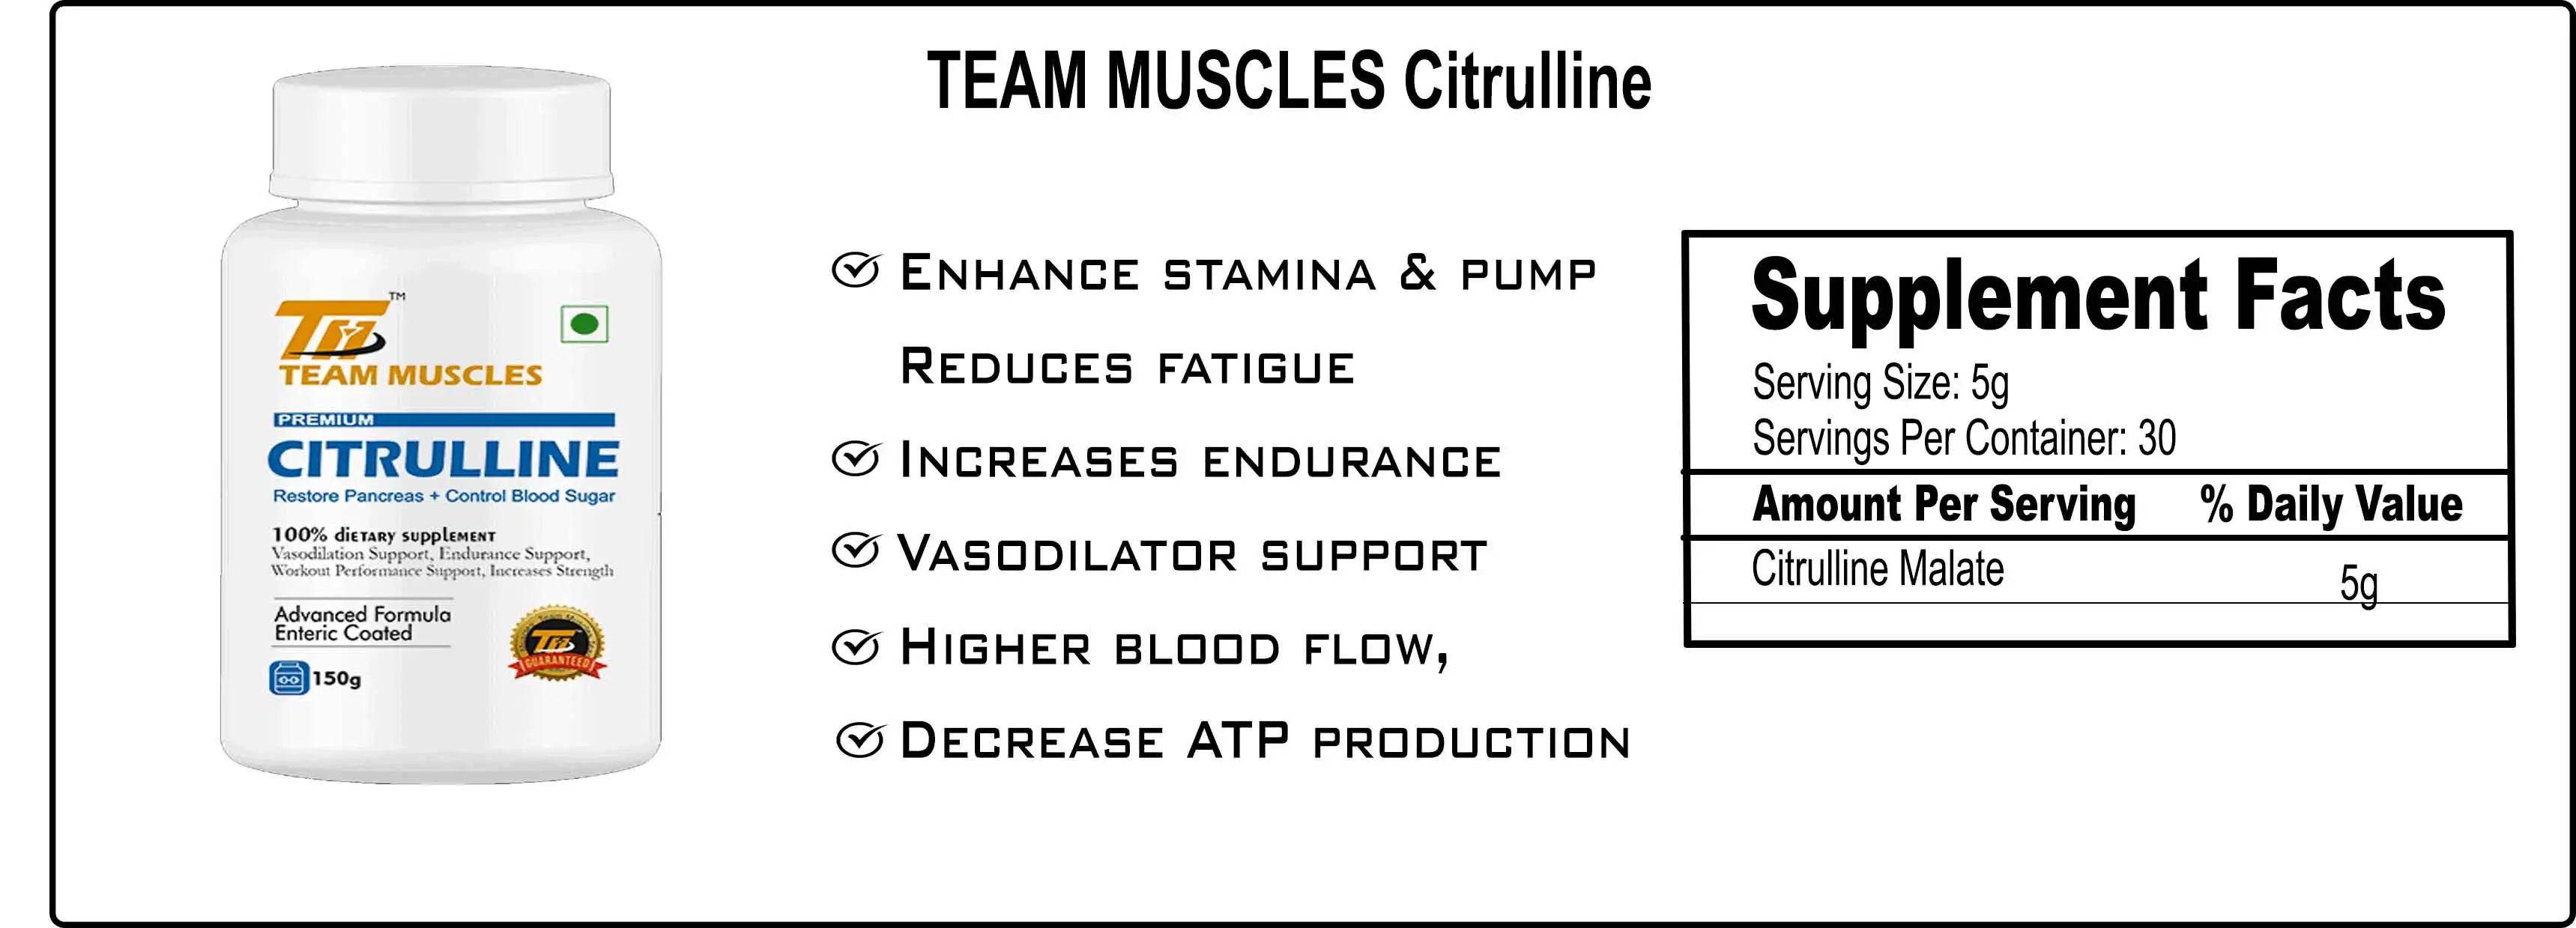 TEAM MUSCLES Citrulline
TM
TM
TEAM MUSCLES
PREMIUM
CITRULLINE
Restore Pancreas + Control Blood Sugar
100% diETARY suppLEMENT
Vasodilation Support, Endurance Support,
Workout Performance Support, Increases Strength
Advanced Formula
Enteric Coated
150g
TM
GUARANTEED
ENHANCE STAMINA & PUMP
REDUCES FATIGUE
INCREASES ENDURANCE
VASODILATOR SUPPORT
HIGHER BLOOD FLOW,
DECREASE ATP PRODUCTION
Supplement Facts
Serving Size: 5g
Servings Per Container: 30
Amount Per Serving % Daily Value
Citrulline Malate 5g